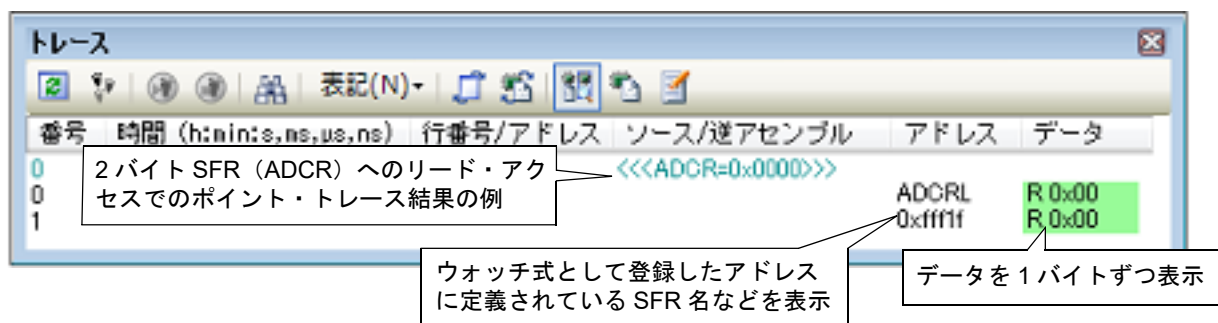 トレース
表記(N)
番号 時間 (h:min:s,ms,μs,ns) 行番号/アドレス ソース/逆アセンブル アドレス データ
0 <<<ADCR=0x0000>>>
0 ADCRL R 0x00
1 0xfff1f R 0x00
2 バイト SFR（ADCR）へのリード・アク
セスでのポイント・トレース結果の例
ウォッチ式として登録したアドレス
に定義されている SFR 名などを表示
データを 1 バイトずつ表示